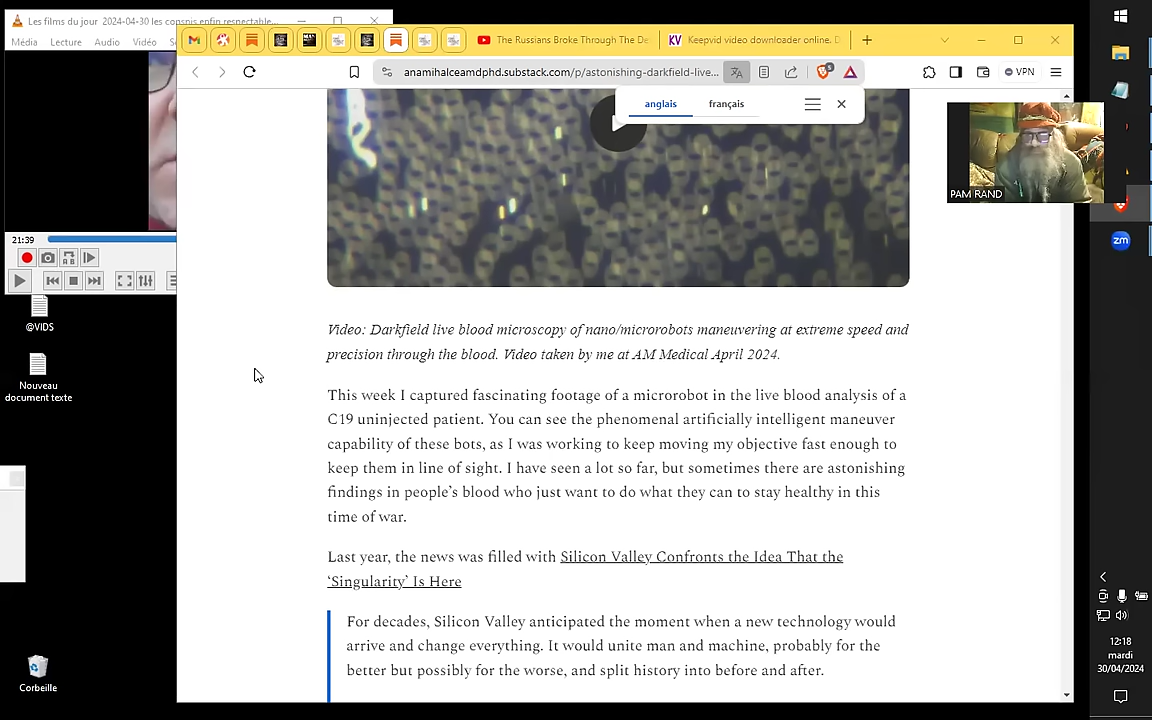 Les films du jour 2024-04-30 les conspis enfin respectable...
Média Lecture Audio Vidéo
21:39
@VIDS
Nouveau
document texte
Corbeille
The Russians Broke Through The De
Keepvid video downloader online. D
anamihalceamdphd.substack.com/p/astonishing-darkfield-live...
5
VPN
anglais français
PAM RAND
zm
Video: Darkfield live blood microscopy of nano/microrobots maneuvering at extreme speed and
precision through the blood. Video taken by me at AM Medical April 2024.
This week I captured fascinating footage of a microrobot in the live blood analysis of a
C19 uninjected patient. You can see the phenomenal artificially intelligent maneuver
capability of these bots, as I was working to keep moving my objective fast enough to
keep them in line of sight. I have seen a lot so far, but sometimes there are astonishing
findings in people’s blood who just want to do what they can to stay healthy in this
time of war.
Last year, the news was filled with Silicon Valley Confronts the Idea That the
‘Singularity’ Is Here
For decades, Silicon Valley anticipated the moment when a new technology would
arrive and change everything. It would unite man and machine, probably for the
better but possibly for the worse, and split history into before and after.
12:18
mardi
30/04/2024